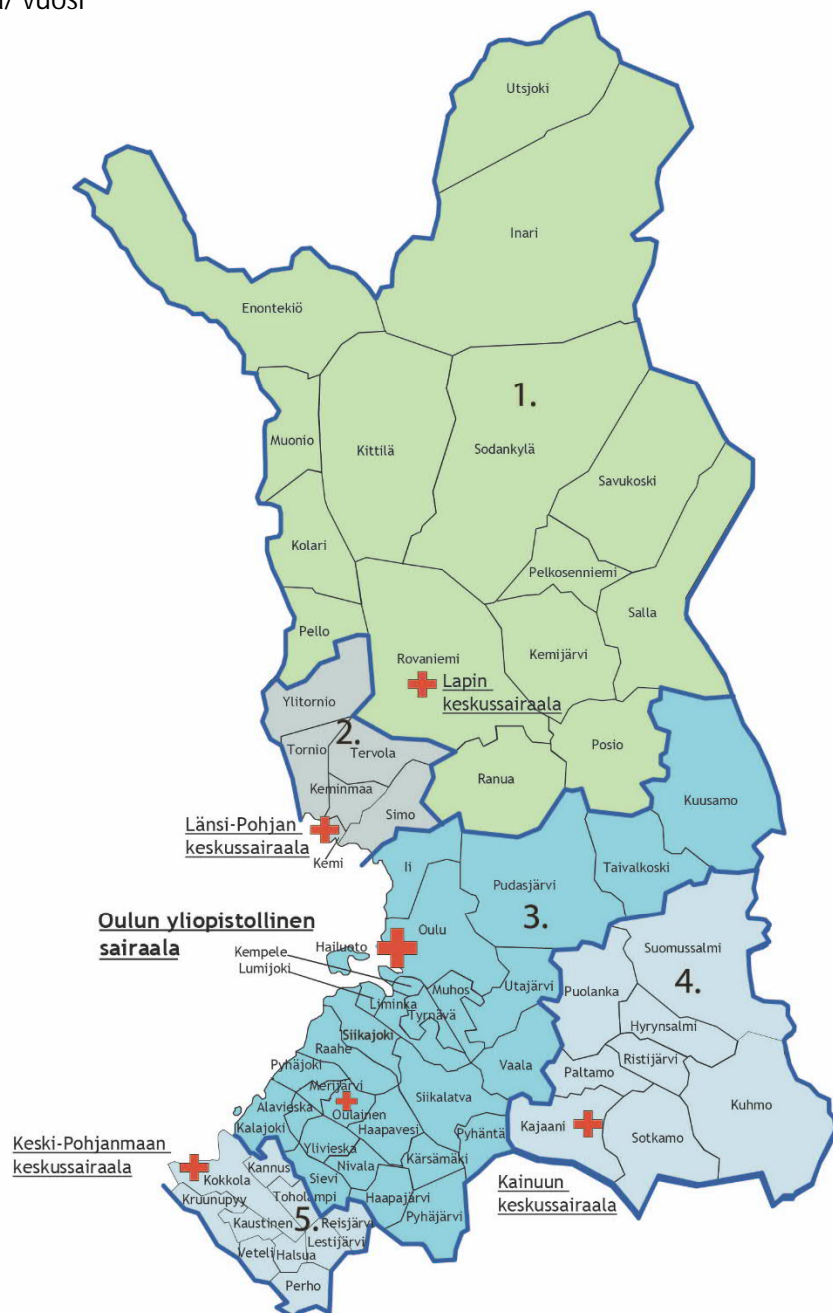 vuosi
Utsjoki
Inari
Enontekiö
1.
Muonio
Kittilä
Sodankylä
Savukoski
Kolari
Pelkosenniemi
Salla
Pello
Rovaniemi
Kemijärvi
Lapin
keskussairaala
Ylitornio
2.
Tornio
Tervola
Posio
Ranua
Keminmaa
Simo
Kuusamo
Länsi-Pohjan
keskussairaala
Kemi
Ii
Pudasjärvi
Taivalkoski
3.
Oulun yliopistollinen
sairaala
Oulu
Hailuoto
Kempele
Lumijoki
Suomussalmi
Muhos
Utajärvi
Puolanka
4.
Liminka
Tyrnävä
Hyrynsalmi
Siikajoki
Raahe
Vaala
Ristijärvi
Pyhäjoki
Paltamo
Merijärvi
Siikalatva
Kuhmo
Alavieska
Oulainen
Haapavesi
Kalajoki
Pyhäntä
Kajaani
Sotkamo
Keski-Pohjanmaan
keskussairaala
Ylivieska
Kärsämäki
Kannus
Nivala
Kainuun
keskussairaala
Kokkola
Sievi
Kruunupyy
Toholampi
Haapajärvi
Pyhäjärvi
Kaustinen
5.
Reisjärvi
Lestijärvi
Veteli
Halsua
Perho